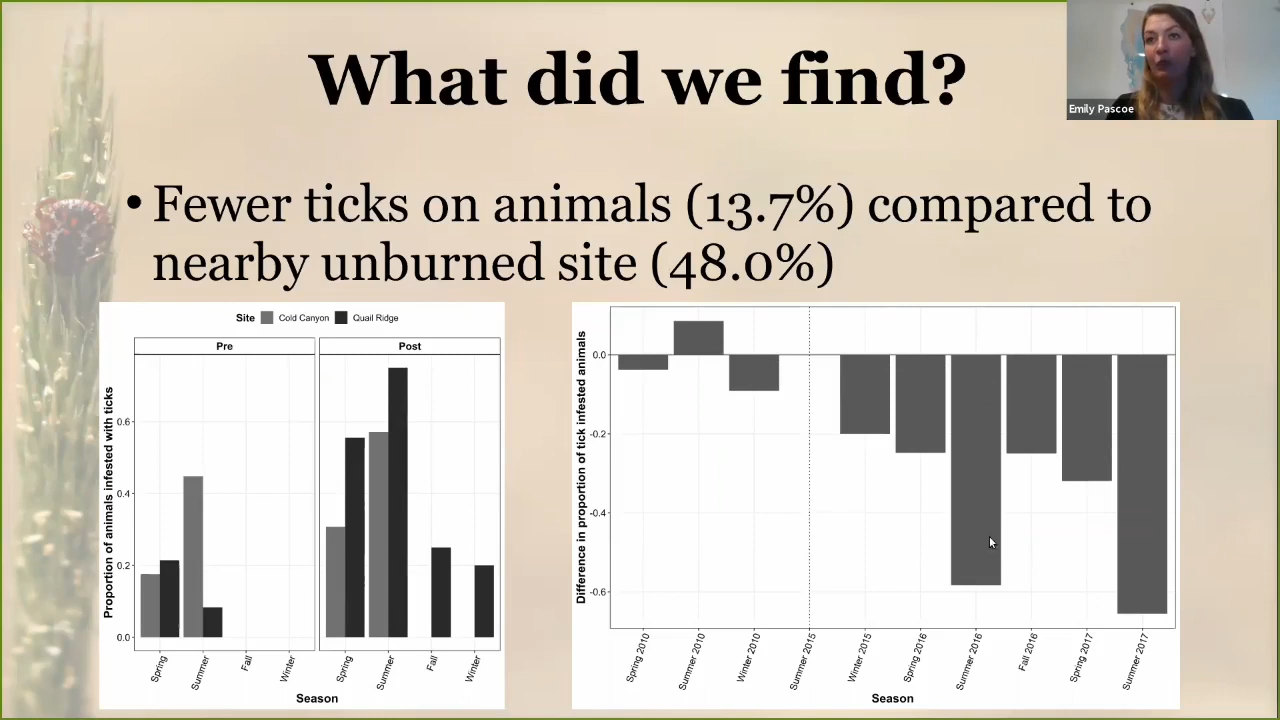 What did we find?
Emily Pascoe
• Fewer ticks on animals (13.7%) compared to
nearby unburned site (48.0%)
Site Cold Canyon Quail Ridge
Pre Post
Proportion of animals infested with ticks
0.6
0.4
0.2
0.0
Spring Summer Fall Winter Spring Summer Fall Winter
Season
Difference in proportion of tick infested animals
0.0
-0.2
-0.4
-0.6
Spring 2010 Summer 2010 Winter 2010 Summer 2015 Winter 2015 Spring 2016 Summer 2016 Fall 2016 Spring 2017 Summer 2017
Season